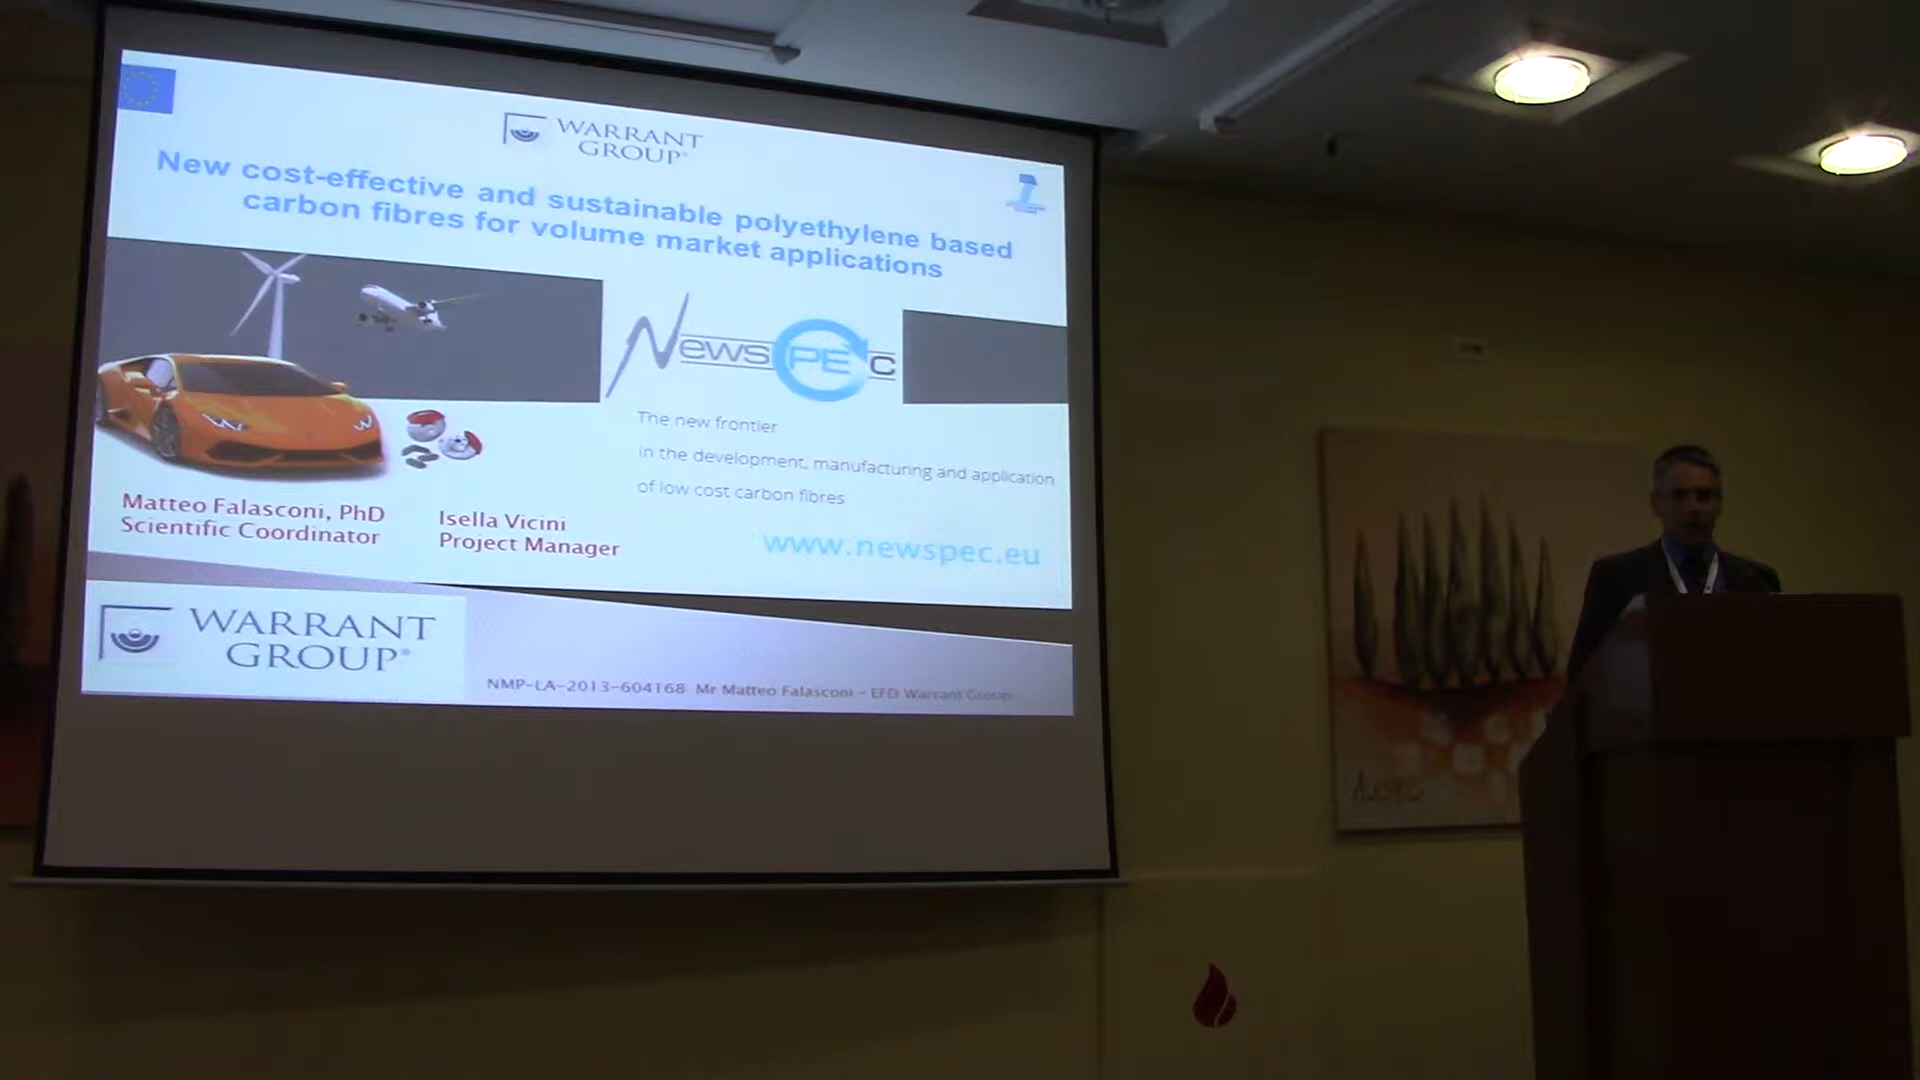 WARRANT
GROUP®
New cost-effective and sustainable polyethylene based
carbon fibres for volume market applications
NewsPEc
The new frontier
in the development, manufacturing and application
of low cost carbon fibres
Matteo Falasconi, PhD
Scientific Coordinator
Isella Vicini
Project Manager
www.newspec.eu
WARRANT
GROUP®
NMP-LA-2013-604168 Mr Matteo Falasconi - EFD Warrant Group